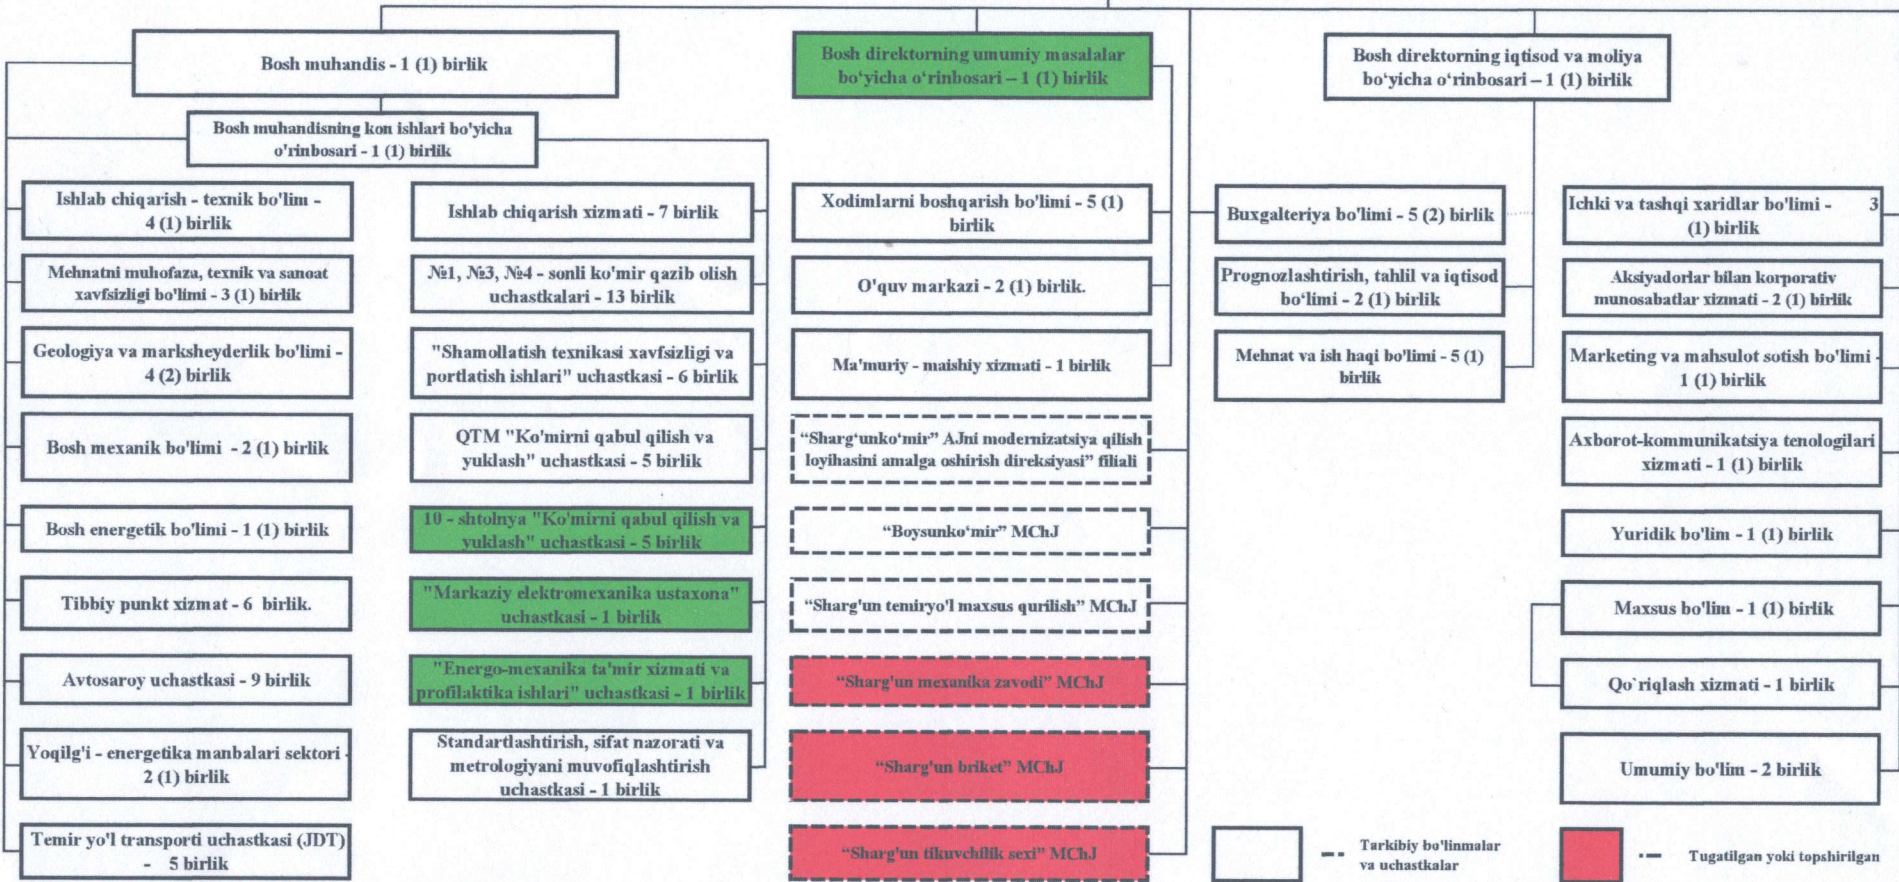 Bosh muhandis - 1 (1) birlik
Bosh direktorning umumiy masalalar
bo‘yicha o‘rinbosari – 1 (1) birlik
Bosh direktorning iqtisod va moliya
bo‘yicha o‘rinbosari – 1 (1) birlik
Bosh muhandisning kon ishlari bo'yicha
o'rinbosari - 1 (1) birlik
Ishlab chiqarish - texnik bo'lim -
4 (1) birlik
Mehnatni muhofaza, texnik va sanoat
xavfsizligi bo'limi - 3 (1) birlik
Geologiya va marksheyderlik bo'limi -
4 (2) birlik
Bosh mexanik bo'limi - 2 (1) birlik
Bosh energetik bo'limi - 1 (1) birlik
Tibbiy punkt xizmat - 6 birlik.
Avtosaroy uchastkasi - 9 birlik
Yoqilg'i - energetika manbalari sektori -
2 (1) birlik
Temir yo'l transporti uchastkasi (JDT)
- 5 birlik
Ishlab chiqarish xizmati - 7 birlik
№1, №3, №4 - sonli ko'mir qazib olish
uchastkalari - 13 birlik
"Shamollatish texnikasi xavfsizligi va
portlatish ishlari" uchastkasi - 6 birlik
QTM "Ko'mirni qabul qilish va
yuklash" uchastkasi - 5 birlik
10 - shtolnya "Ko'mirni qabul qilish va
yuklash" uchastkasi - 5 birlik
"Markaziy elektromexanika ustaxona"
uchastkasi - 1 birlik
"Energo-mexanika ta'mir xizmati va
profilaktika ishlari" uchastkasi - 1 birlik
Standartlashtirish, sifat nazorati va
metrologiyani muvofiqlashtirish
uchastkasi - 1 birlik
Xodimlarni boshqarish bo'limi - 5 (1)
birlik
O'quv markazi - 2 (1) birlik.
Ma'muriy - maishiy xizmati - 1 birlik
“Sharg‘unko‘mir” AJni modernizatsiya qilish
loyihasini amalga oshirish direksiyasi” filiali
“Boysunko‘mir” MChJ
“Sharg'un temiryo'l maxsus qurilish” MChJ
“Sharg'un mexanika zavodi” MChJ
“Sharg'un briket” MChJ
“Sharg'un tikuvchilik sexi” MChJ
Buxgalteriya bo'limi - 5 (2) birlik
Prognozlashtirish, tahlil va iqtisod
bo'limi - 2 (1) birlik
Mehnat va ish haqi bo'limi - 5 (1)
birlik
Ichki va tashqi xaridlar bo'limi - 3
(1) birlik
Aksiyadorlar bilan korporativ
munosabatlar xizmati - 2 (1) birlik
Marketing va mahsulot sotish bo'limi -
1 (1) birlik
Axborot-kommunikatsiya tenologilari
xizmati - 1 (1) birlik
Yuridik bo'lim - 1 (1) birlik
Maxsus bo'lim - 1 (1) birlik
Qo`riqlash xizmati - 1 birlik
Umumiy bo'lim - 2 birlik
Tarkibiy bo'linmalar
va uchastkalar
Tugatilgan yoki topshirilgan